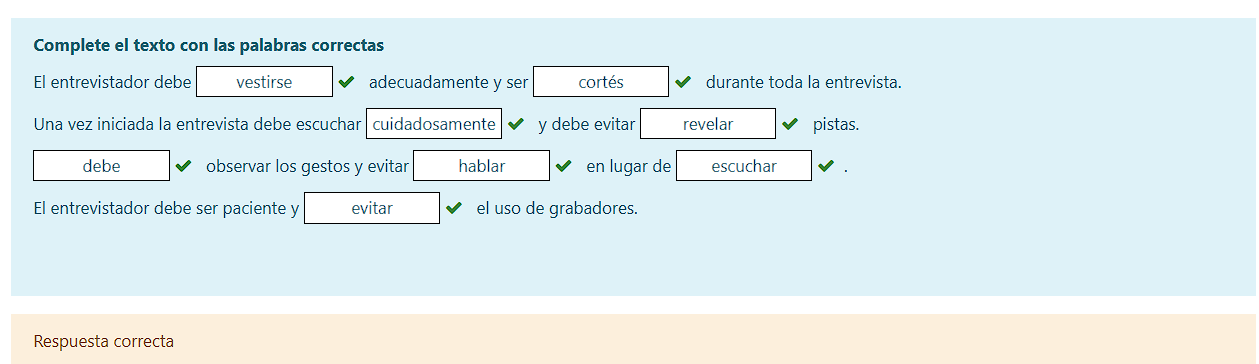 Complete el texto con las palabras correctas
El entrevistador debe vestirse adecuadamente y ser cortés durante toda la entrevista.
Una vez iniciada la entrevista debe escuchar cuidadosamente y debe evitar revelar pistas.
debe observar los gestos y evitar hablar en lugar de escuchar .
El entrevistador debe ser paciente y evitar el uso de grabadores.
Respuesta correcta